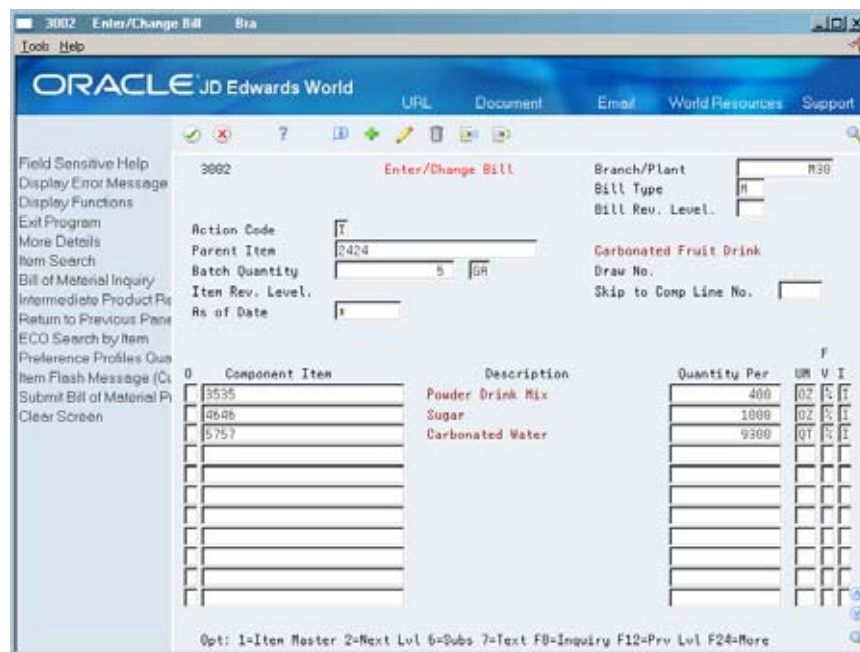 3002 Enter/Change Bill Bra
Tools Help
ORACLE JD Edwards World
URL Document Email World Resources Support
Field Sensitive Help
Display Error Message
Display Functions
Exit Program
More Details
Item Search
Bill of Material Inquiry
Intermediate Product Re
Return to Previous Pane
ECO Search by Item
Preference Profiles Qua
Item Flash Message (Cu
Submit Bill of Material Pr
Clear Screen
3002 Enter/Change Bill Branch/Plant M30
Bill Type M
Bill Rev. Level.
Action Code I
Parent Item 2424 Carbonated Fruit Drink
Batch Quantity 5 GA Draw No.
Item Rev. Level. Skip to Comp Line No.
As of Date *
F
O Component Item Description Quantity Per UM V I
3535 Powder Drink Mix 400 OZ % I
4646 Sugar 1000 OZ % I
5757 Carbonated Water 9300 QT % I
Opt: 1=Item Master 2=Next Lvl 6=Subs 7=Text F8=Inquiry F12=Prv Lvl F24=More